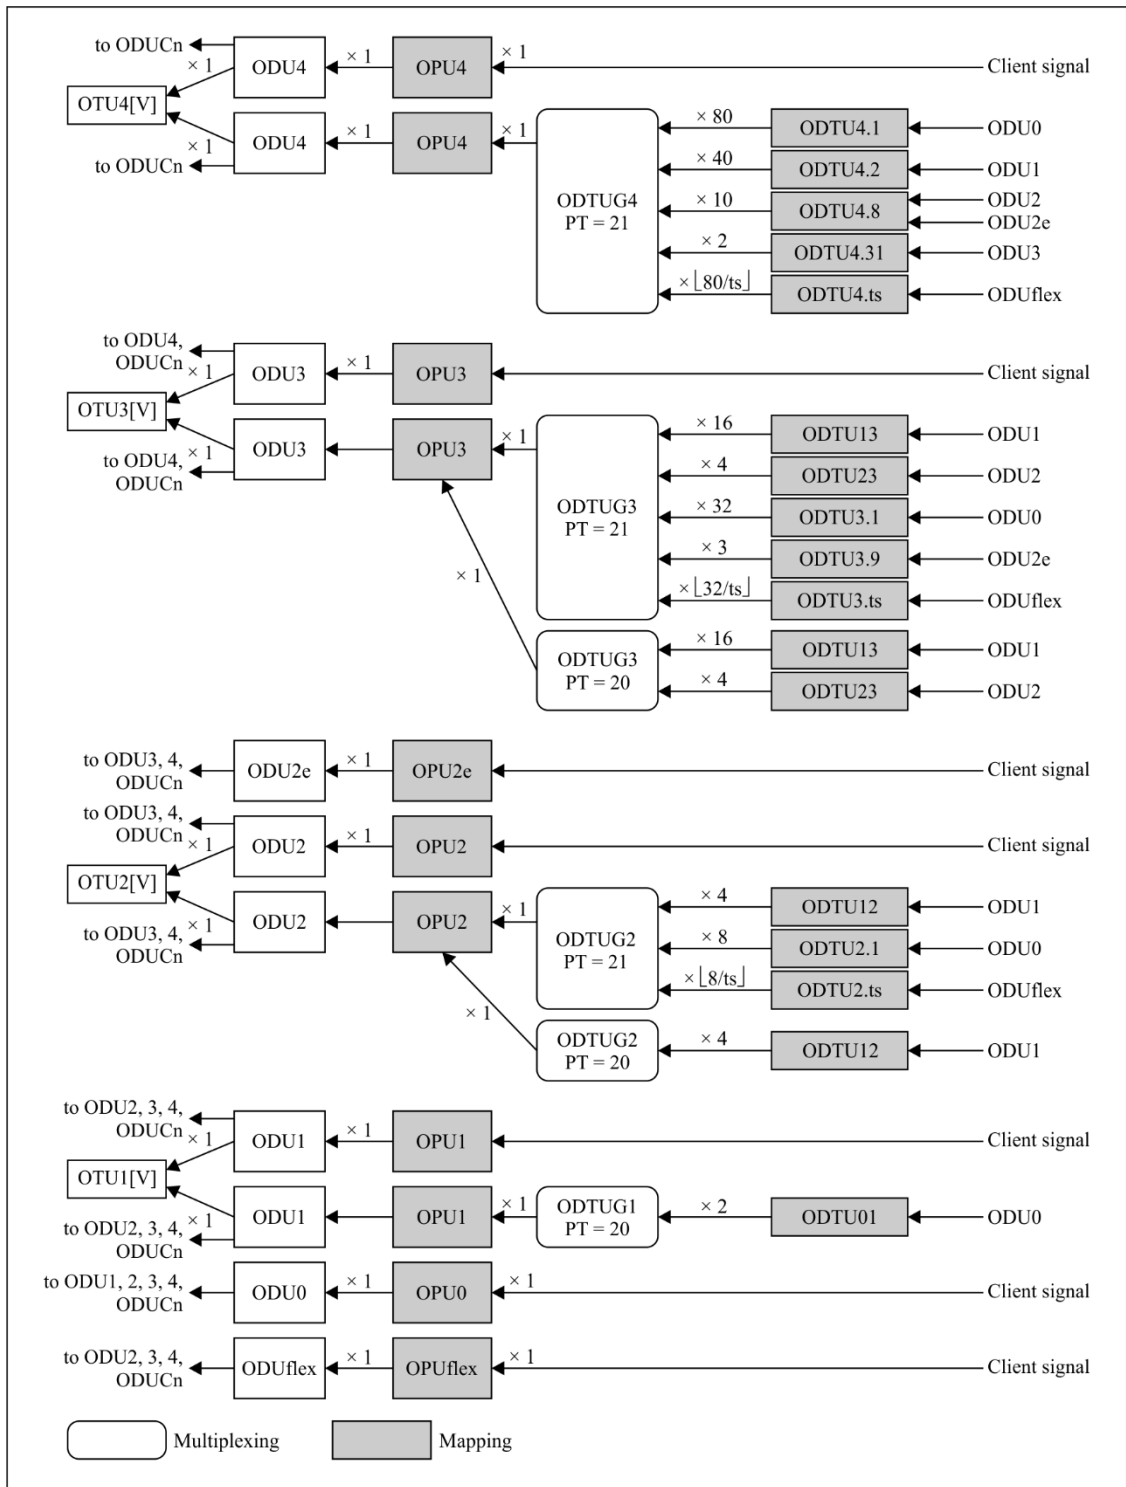 to ODUCn
× 1
ODU4
× 1
OPU4
× 1
Client signal
OTU4[V]
× 1
ODU4
× 1
OPU4
× 1
to ODUCn
ODTUG4
PT = 21
× 80
ODTU4.1
ODU0
× 40
ODTU4.2
ODU1
× 10
ODTU4.8
ODU2
ODU2e
× 2
ODTU4.31
ODU3
× ⌊80/ts⌋
ODTU4.ts
ODUflex
to ODU4,
ODUCn
× 1
ODU3
× 1
OPU3
Client signal
OTU3[V]
× 1
ODU3
OPU3
× 1
to ODU4,
ODUCn
ODTUG3
PT = 21
× 16
ODTU13
ODU1
× 4
ODTU23
ODU2
× 32
ODTU3.1
ODU0
× 3
ODTU3.9
ODU2e
× ⌊32/ts⌋
ODTU3.ts
ODUflex
× 1
ODTUG3
PT = 20
× 16
ODTU13
ODU1
× 4
ODTU23
ODU2
to ODU3, 4,
ODUCn
ODU2e
× 1
OPU2e
Client signal
to ODU3, 4,
ODUCn
× 1
ODU2
× 1
OPU2
Client signal
OTU2[V]
× 1
ODU2
OPU2
× 1
to ODU3, 4,
ODUCn
ODTUG2
PT = 21
× 4
ODTU12
ODU1
× 8
ODTU2.1
ODU0
× ⌊8/ts⌋
ODTU2.ts
ODUflex
× 1
ODTUG2
PT = 20
× 4
ODTU12
ODU1
to ODU2, 3, 4,
ODUCn
× 1
ODU1
× 1
OPU1
Client signal
OTU1[V]
× 1
ODU1
OPU1
× 1
ODTUG1
PT = 20
× 2
ODTU01
ODU0
to ODU2, 3, 4,
ODUCn
to ODU1, 2, 3, 4,
ODUCn
ODU0
× 1
OPU0
× 1
Client signal
to ODU2, 3, 4,
ODUCn
ODUflex
× 1
OPUflex
× 1
Client signal
Multiplexing
Mapping